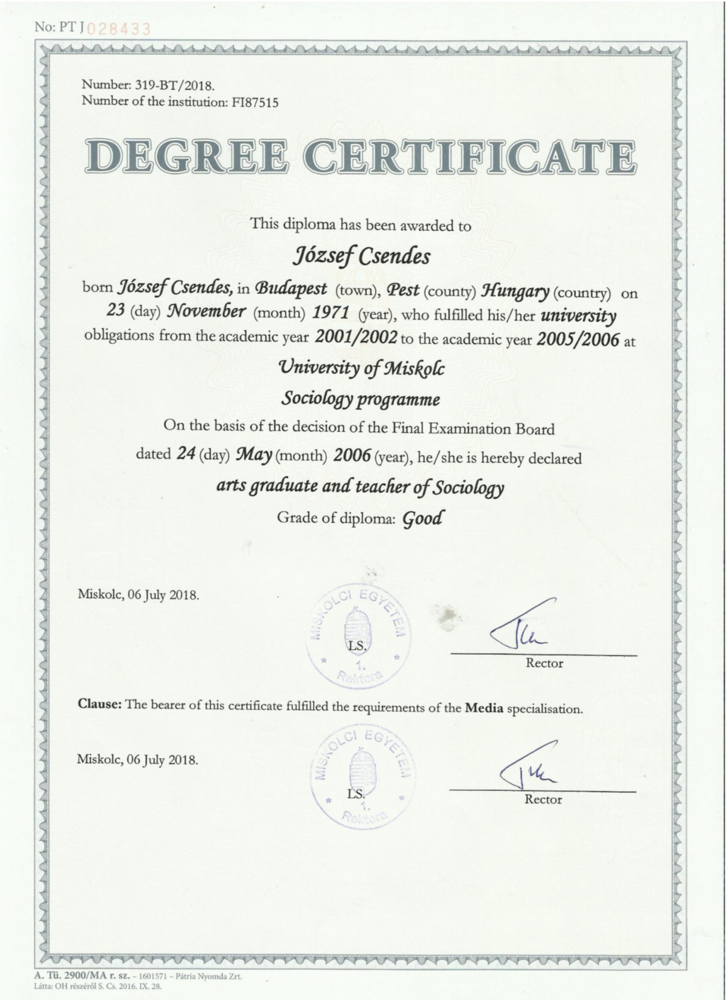 No: PT J 028433
Number: 319-BT/2018.
Number of the institution: FI87515
DEGREE CERTIFICATE
This diploma has been awarded to
József Csendes
born József Csendes, in Budapest (town), Pest (county) Hungary (country) on
23 (day) November (month) 1971 (year), who fulfilled his/her university
obligations from the academic year 2001/2002 to the academic year 2005/2006 at
University of Miskolc
Sociology programme
On the basis of the decision of the Final Examination Board
dated 24 (day) May (month) 2006 (year), he/she is hereby declared
arts graduate and teacher of Sociology
Grade of diploma: Good
Miskolc, 06 July 2018.
MISKOLCI EGYETEM
LS.
* 1. *
Rektora
Rector
Clause: The bearer of this certificate fulfilled the requirements of the Media specialisation.
Miskolc, 06 July 2018.
MISKOLCI EGYETEM
LS.
* 1. *
Rektora
Rector
A. Tü. 2900/MA r. sz. – 1601571 – Pátria Nyomda Zrt.
Látta: OH részéről S. Cs. 2016. IX. 28.